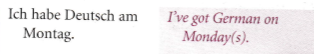 Ich habe Deutsch am
Montag.
I've got German on
Monday(s).